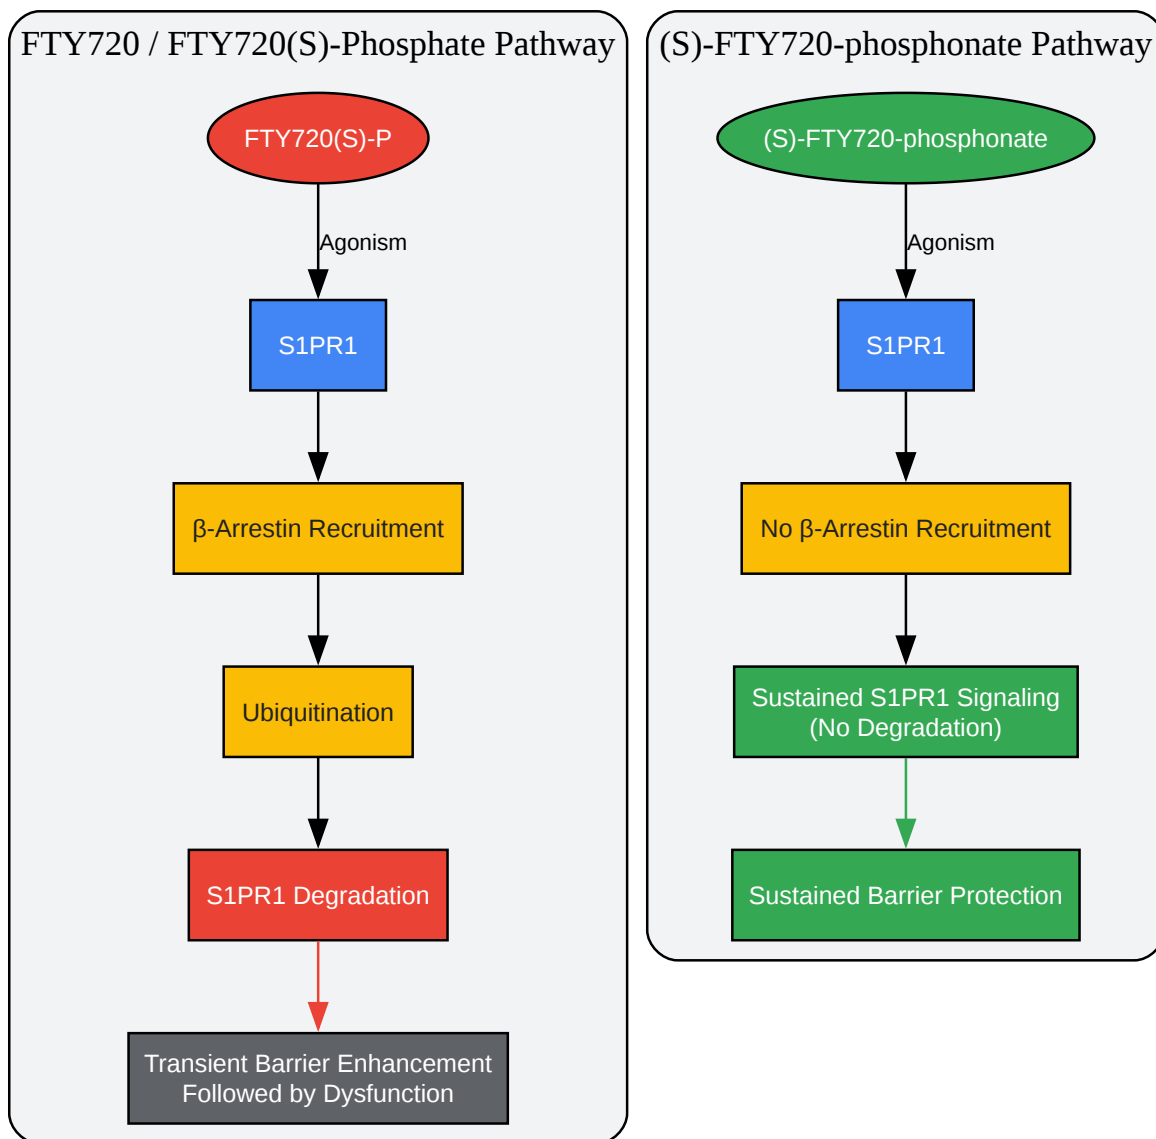 FTY720 / FTY720(S)-Phosphate Pathway
FTY720(S)-P
Agonism
S1PR1
β-Arrestin Recruitment
Ubiquitination
S1PR1 Degradation
Transient Barrier Enhancement
Followed by Dysfunction
(S)-FTY720-phosphonate Pathway
(S)-FTY720-phosphonate
Agonism
S1PR1
No β-Arrestin Recruitment
Sustained S1PR1 Signaling
(No Degradation)
Sustained Barrier Protection